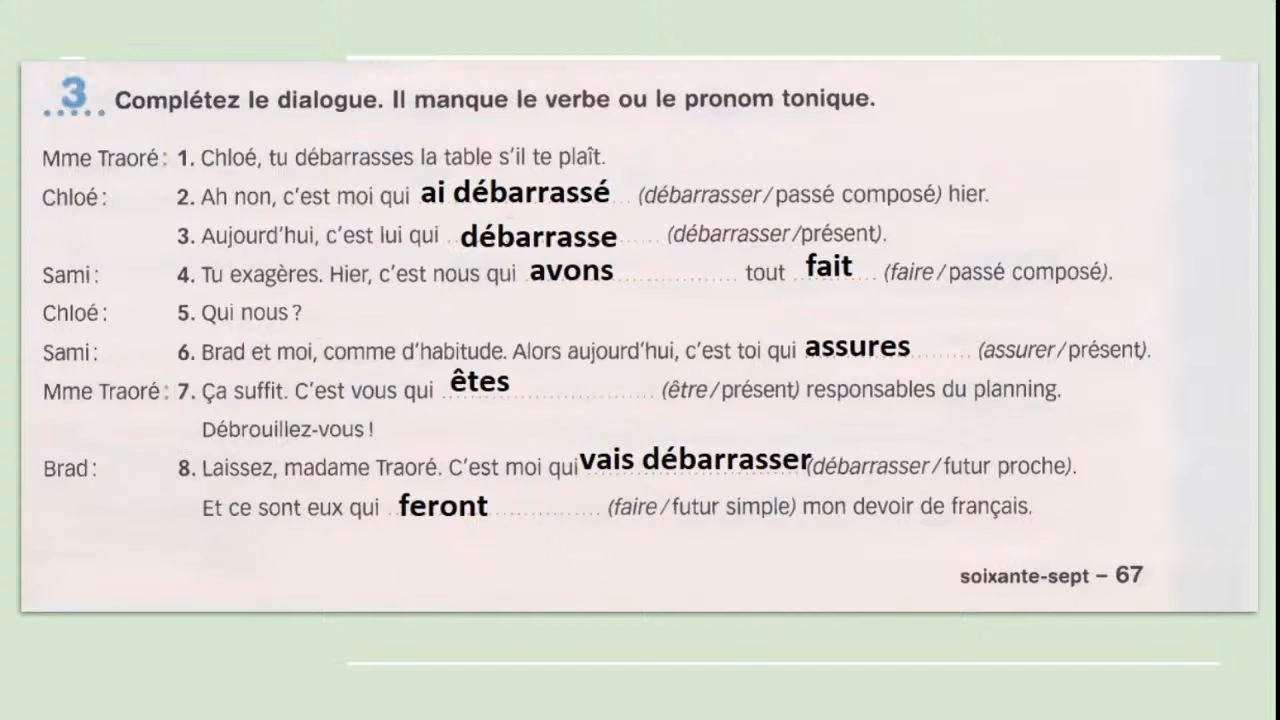 3 Complétez le dialogue. Il manque le verbe ou le pronom tonique.
Mme Traoré : 1. Chloé, tu débarrasses la table s'il te plaît.
Chloé : 2. Ah non, c'est moi qui ai débarrassé (débarrasser / passé composé) hier.
3. Aujourd'hui, c'est lui qui débarrasse (débarrasser /présent).
Sami : 4. Tu exagères. Hier, c'est nous qui avons tout fait (faire / passé composé).
Chloé : 5. Qui nous ?
Sami : 6. Brad et moi, comme d'habitude. Alors aujourd'hui, c'est toi qui assures (assurer / présent).
Mme Traoré : 7. Ça suffit. C'est vous qui êtes (être / présent) responsables du planning.
Débrouillez-vous !
Brad : 8. Laissez, madame Traoré. C'est moi qui vais débarrasser (débarrasser / futur proche).
Et ce sont eux qui feront (faire / futur simple) mon devoir de français.
soixante-sept – 67